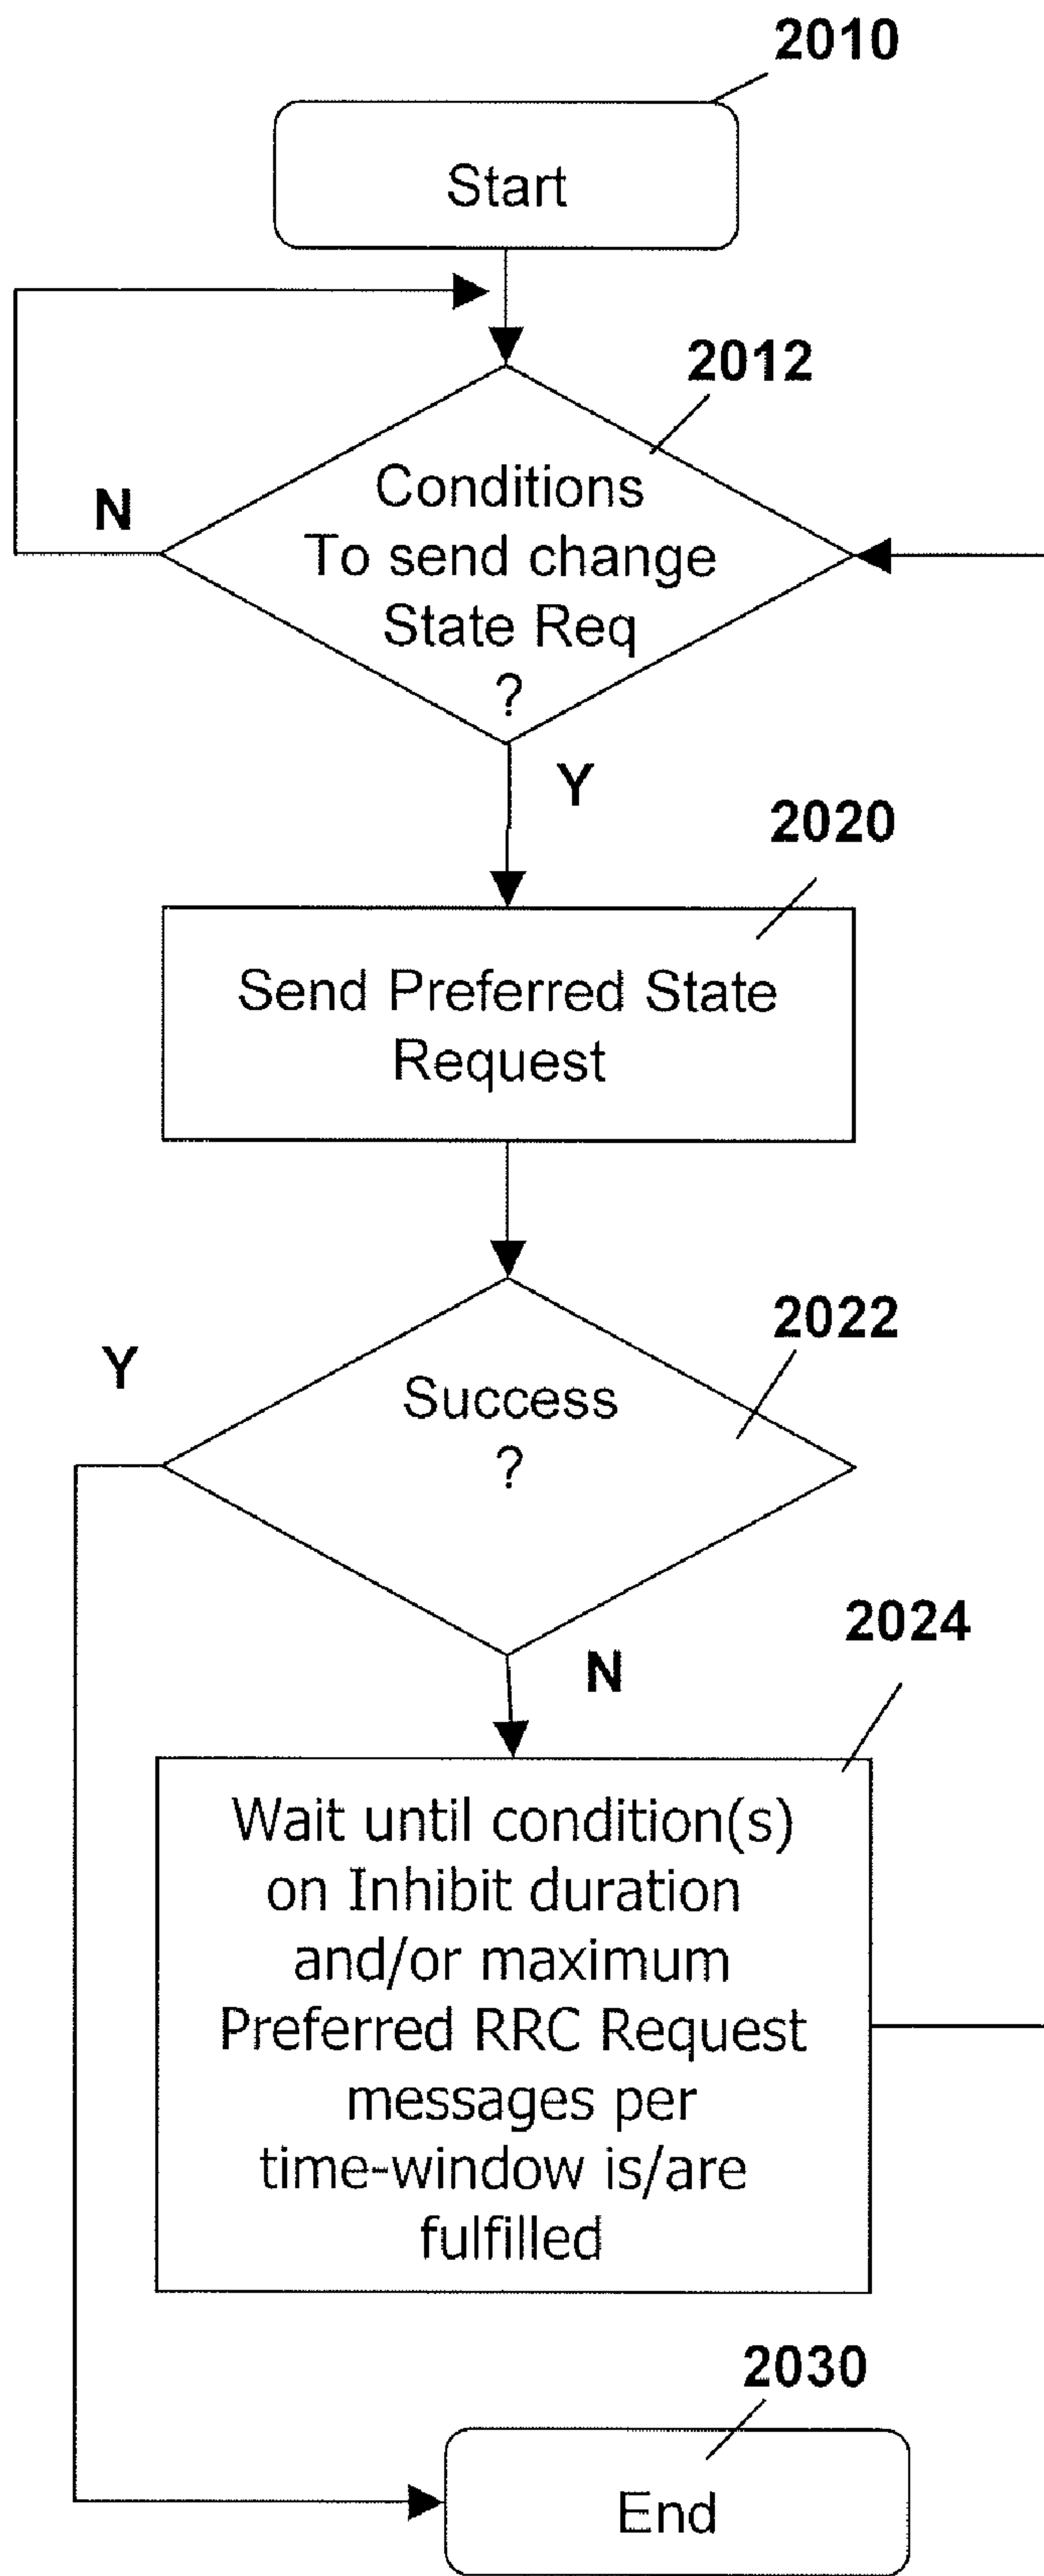 2010
Start
2012
Conditions
To send change
State Req
?
N
Y
2020
Send Preferred State
Request
2022
Y
Success
?
N
2024
Wait until condition(s)
on Inhibit duration
and/or maximum
Preferred RRC Request
messages per
time-window is/are
fulfilled
2030
End